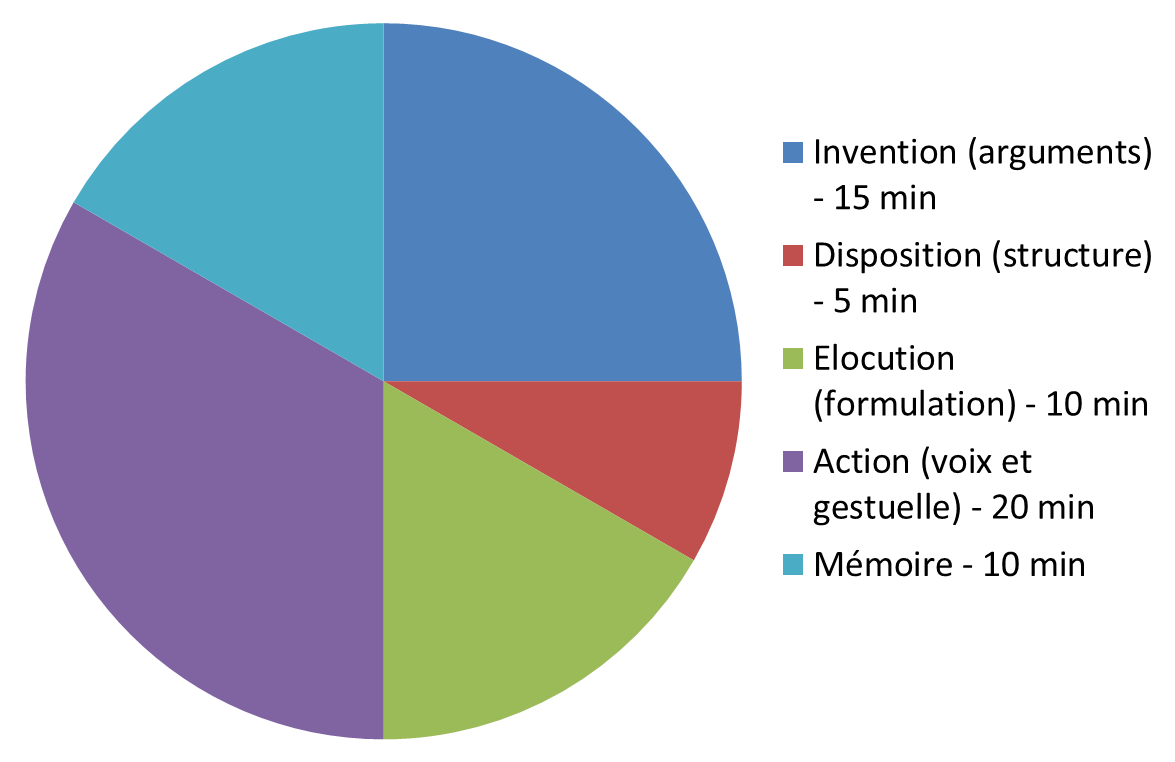 Invention (arguments)
- 15 min
Disposition (structure)
- 5 min
Elocution
(formulation) - 10 min
Action (voix et
gestuelle) - 20 min
Mémoire - 10 min